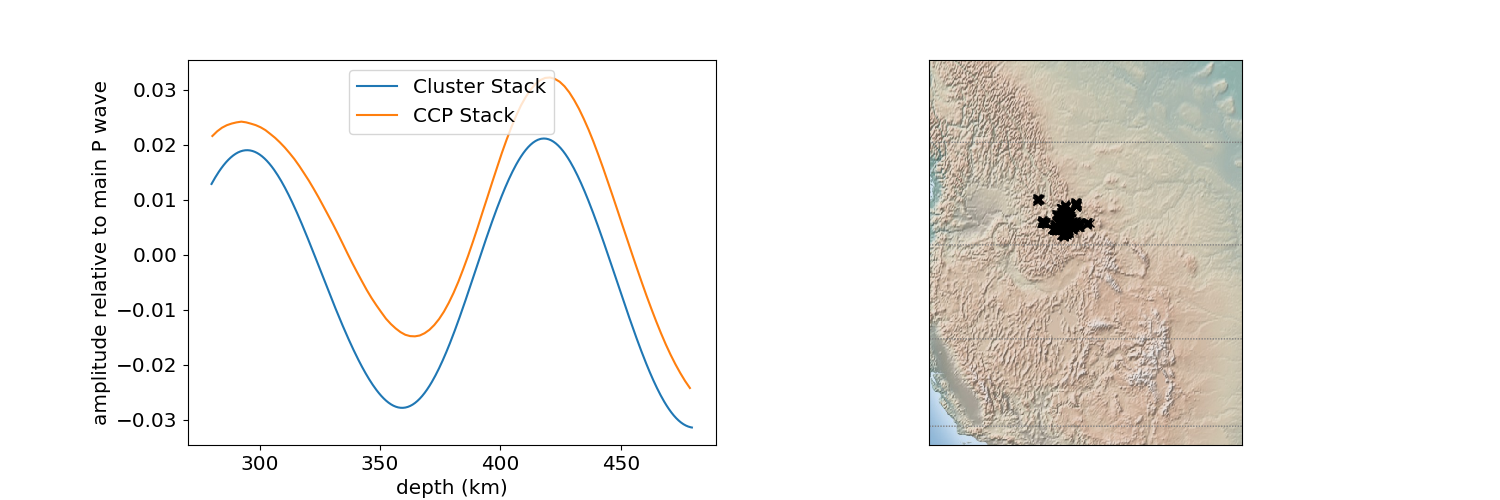 amplitude relative to main P wave
0.03
0.02
0.01
0.00
−0.01
−0.02
−0.03
Cluster Stack
CCP Stack
300 350 400 450
depth (km)